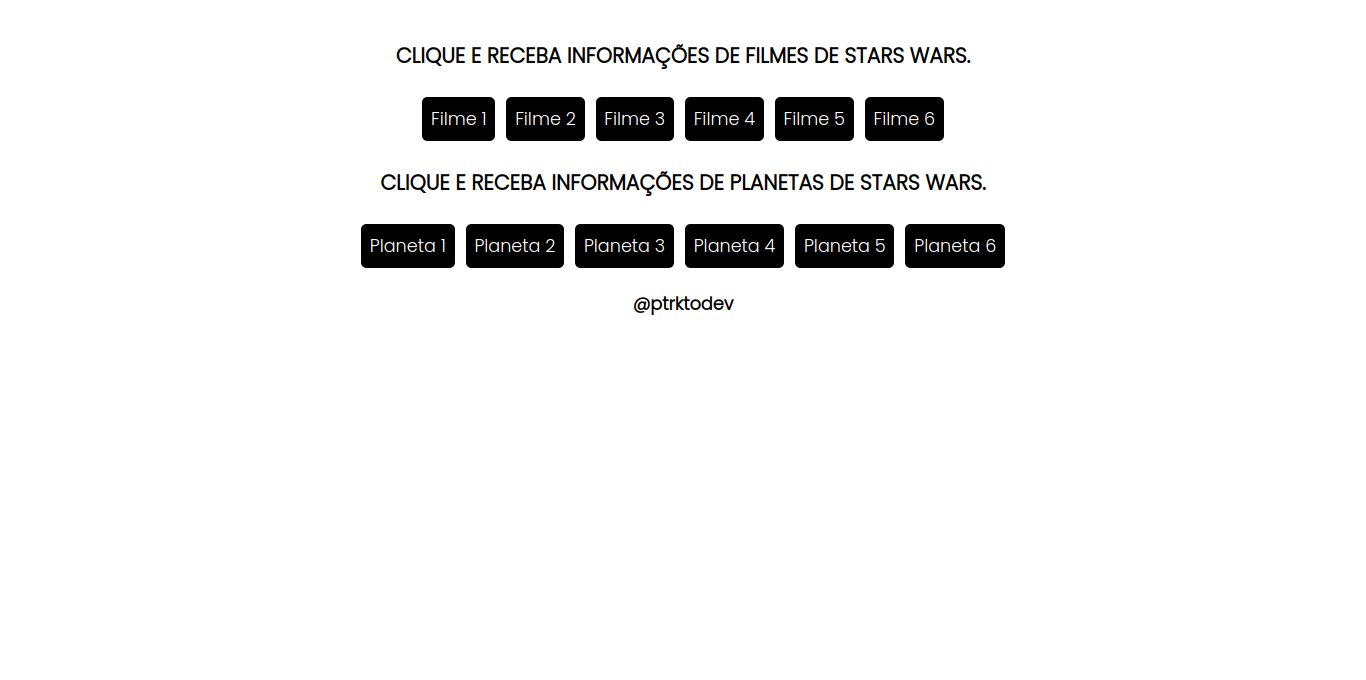 CLIQUE E RECEBA INFORMAÇÕES DE FILMES DE STARS WARS.
Filme 1 Filme 2 Filme 3 Filme 4 Filme 5 Filme 6
CLIQUE E RECEBA INFORMAÇÕES DE PLANETAS DE STARS WARS.
Planeta 1 Planeta 2 Planeta 3 Planeta 4 Planeta 5 Planeta 6
@ptrktodev